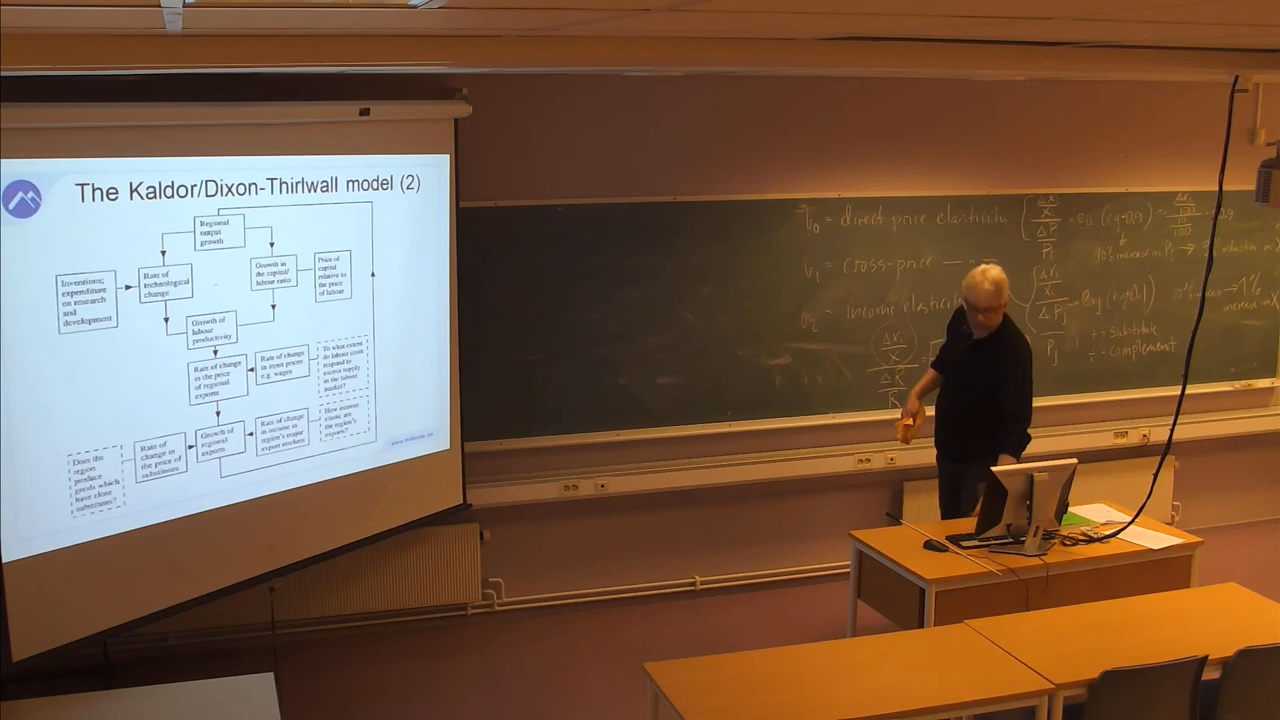 The Kaldor/Dixon-Thirlwall model (2)
Regional
output
growth
Inventions;
expenditure
on research
and
development
Rate of
technological
change
Growth in
the capital/
labour ratio
Price of
capital
relative to
the price of
labour
Growth of
labour
productivity
Rate of change
in the price
of regional
exports
Rate of change
in input prices
e.g. wages
To what extent
do labour costs
respond to
excess supply
in the labour
market?
Growth of
regional
exports
Rate of change
in income in
region's major
export markets
How income
elastic are
the region's
exports?
Rate of
change in
the price of
substitutes
Does the
region
produce
goods which
have close
substitutes?
= direct price elasticity
= cross-price
= income elasticity
10% increase in
+ = substitute
÷ = complement